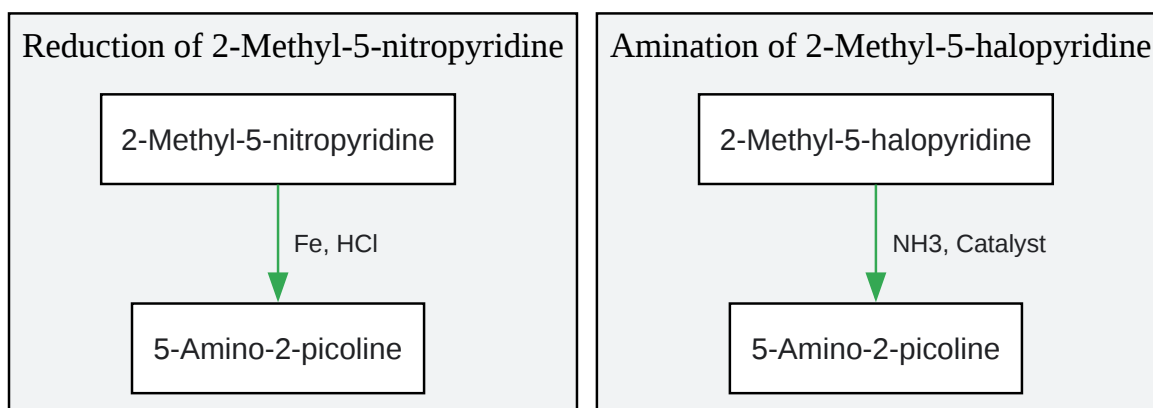 Reduction of 2-Methyl-5-nitropyridine
2-Methyl-5-nitropyridine
Fe, HCl
5-Amino-2-picoline
Amination of 2-Methyl-5-halopyridine
2-Methyl-5-halopyridine
NH3, Catalyst
5-Amino-2-picoline